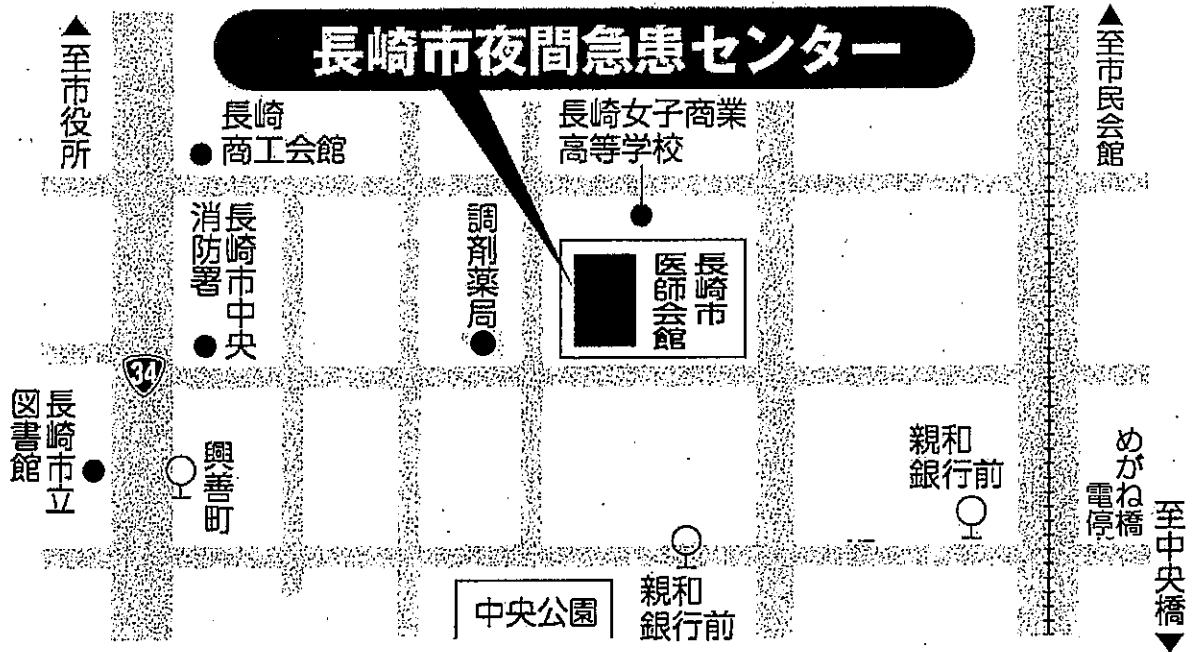 長崎市夜間急患センター
▲至市役所
▲至市民会館
長崎
商工会館
長崎女子商業
高等学校
長崎市中央
消防署
調剤薬局
長崎市
医師会館
34
長崎市立
図書館
興善町
親和
銀行前
めがね橋
電停
至中央橋▼
中央公園
親和
銀行前